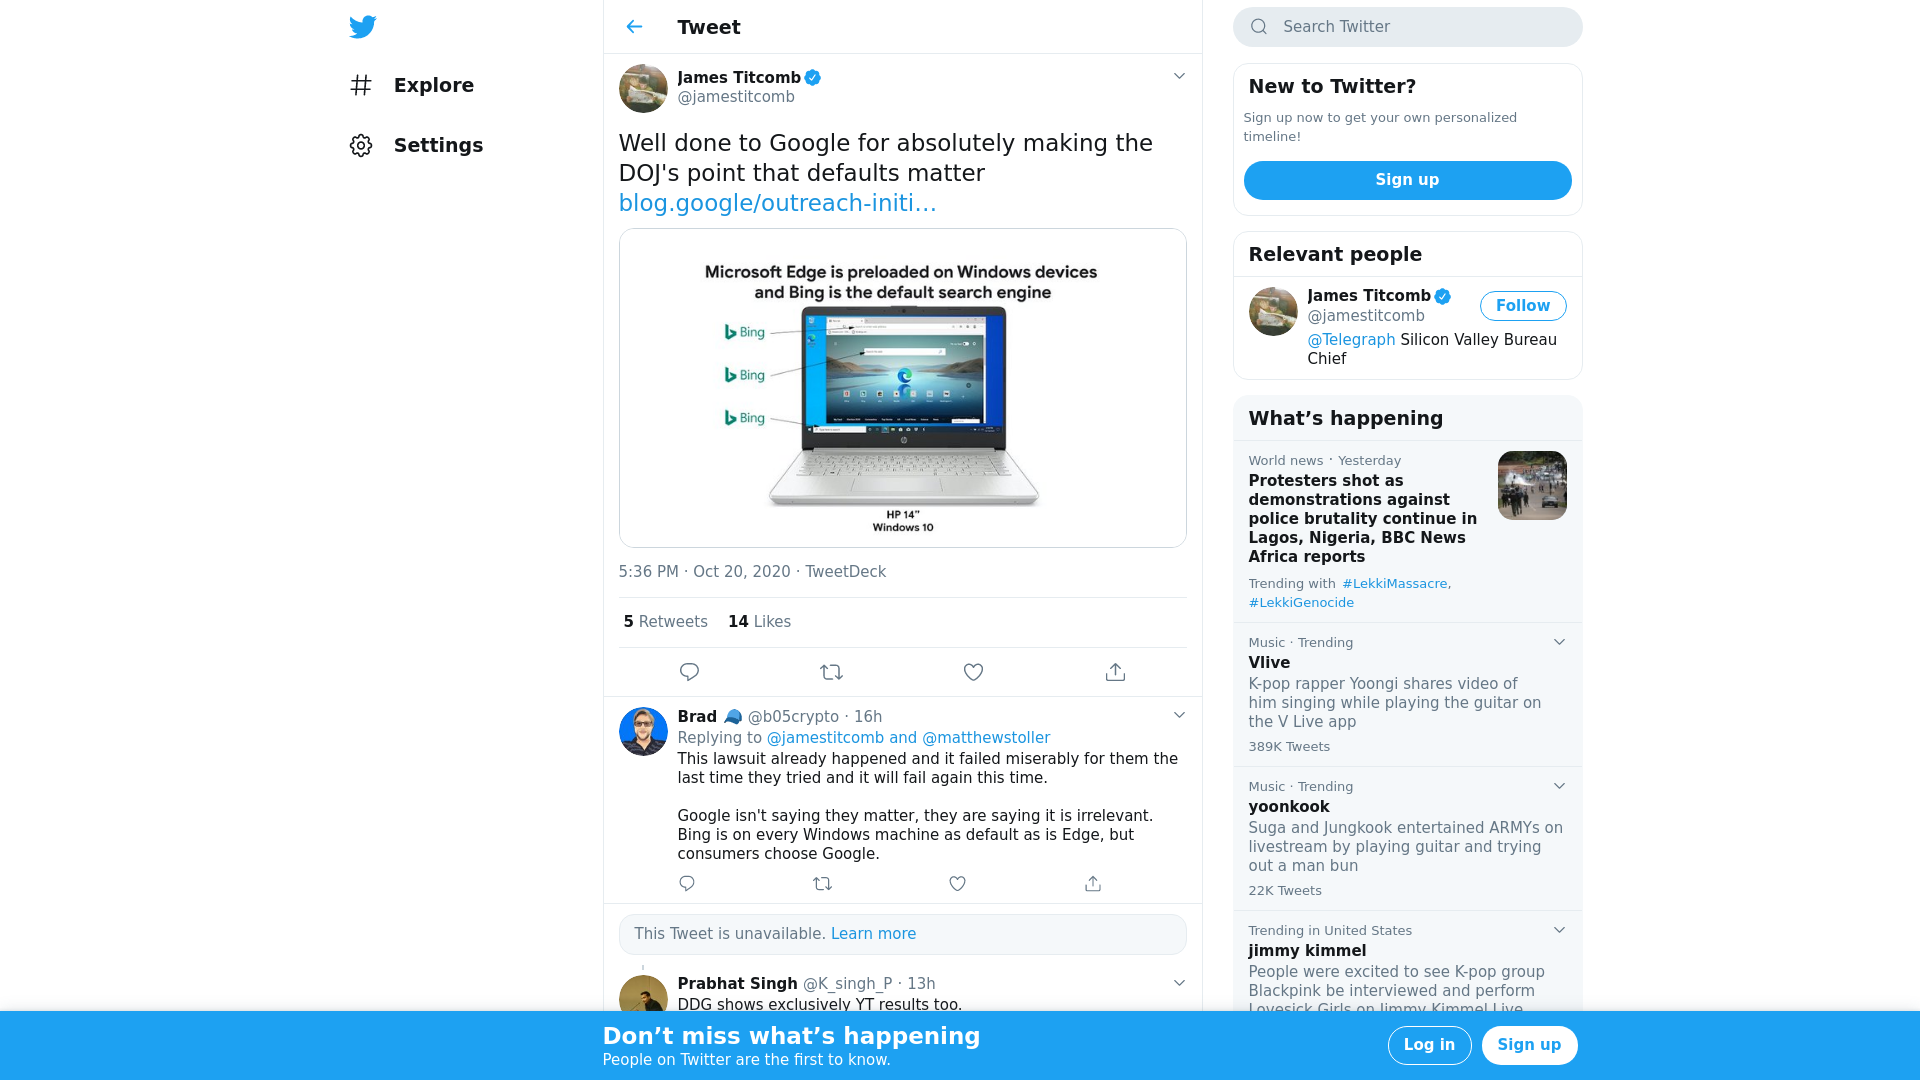 Explore
Settings
Tweet
James Titcomb
@jamestitcomb
Well done to Google for absolutely making the
DOJ's point that defaults matter
blog.google/outreach-initi…
Microsoft Edge is preloaded on Windows devices
and Bing is the default search engine
Bing
Bing
Bing
HP 14"
Windows 10
5:36 PM · Oct 20, 2020 · TweetDeck
5 Retweets 14 Likes
Brad @b05crypto · 16h
Replying to @jamestitcomb and @matthewstoller
This lawsuit already happened and it failed miserably for them the
last time they tried and it will fail again this time.
Google isn't saying they matter, they are saying it is irrelevant.
Bing is on every Windows machine as default as is Edge, but
consumers choose Google.
This Tweet is unavailable. Learn more
Prabhat Singh @K_singh_P · 13h
DDG shows exclusively YT results too.
Search Twitter
New to Twitter?
Sign up now to get your own personalized
timeline!
Sign up
Relevant people
James Titcomb
@jamestitcomb
Follow
@Telegraph Silicon Valley Bureau
Chief
What's happening
World news · Yesterday
Protesters shot as
demonstrations against
police brutality continue in
Lagos, Nigeria, BBC News
Africa reports
Trending with #LekkiMassacre,
#LekkiGenocide
Music · Trending
Vlive
K-pop rapper Yoongi shares video of
him singing while playing the guitar on
the V Live app
389K Tweets
Music · Trending
yoonkook
Suga and Jungkook entertained ARMYs on
livestream by playing guitar and trying
out a man bun
22K Tweets
Trending in United States
jimmy kimmel
People were excited to see K-pop group
Blackpink be interviewed and perform
Lovesick Girls on Jimmy Kimmel Live
Don't miss what's happening
People on Twitter are the first to know.
Log in
Sign up